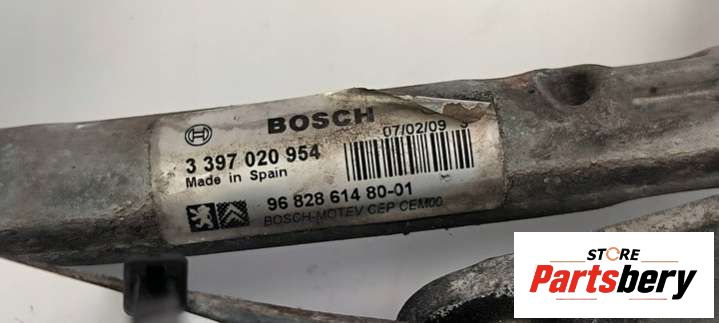 BOSCH
07/02/09
3 397 020 954
Made in Spain
96 828 614 80-01
BOSCH-MOTEV CEP CEM00
STORE
Partsbery